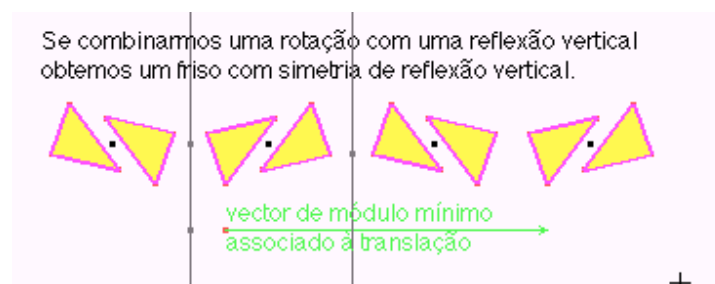 Se combinarmos uma rotação com uma reflexão vertical
obtemos um friso com simetria de reflexão vertical.
vector de módulo mínimo
associado à translação